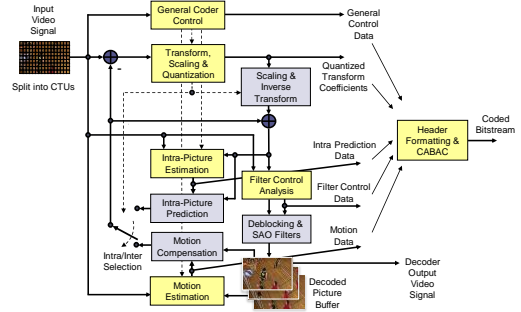 Input
Video
Signal
Split into CTUs
General Coder
Control
Transform,
Scaling &
Quantization
-
Scaling &
Inverse
Transform
General
Control
Data
Quantized
Transform
Coefficients
Header
Formatting &
CABAC
Coded
Bitstream
Intra-Picture
Estimation
Intra Prediction
Data
Filter Control
Analysis
Filter Control
Data
Intra-Picture
Prediction
Deblocking &
SAO Filters
Motion
Data
Motion
Compensation
Intra/Inter
Selection
Motion
Estimation
Decoded
Picture
Buffer
Decoder
Output
Video
Signal